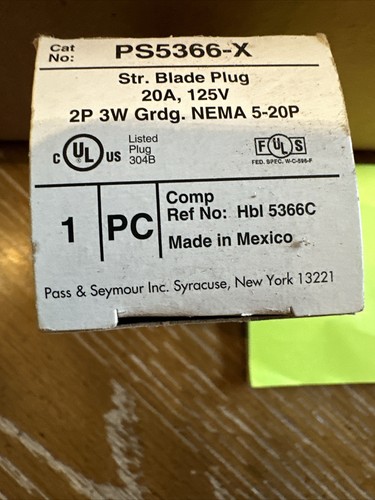 Cat No: PS5366-X
Str. Blade Plug
20A, 125V
2P 3W Grdg. NEMA 5-20P
C UL US Listed Plug 304B
F UL S
FED. SPEC. W-C-596-F
1 PC
Comp
Ref No: Hbl 5366C
Made in Mexico
Pass & Seymour Inc. Syracuse, New York 13221